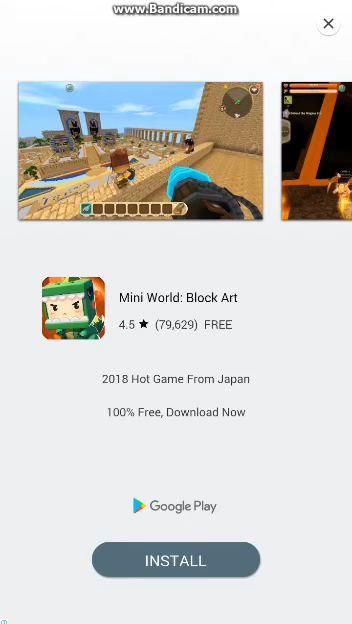 www.Bandicam.com
Mini World: Block Art
4.5 ★ (79,629) FREE
2018 Hot Game From Japan
100% Free, Download Now
Google Play
INSTALL